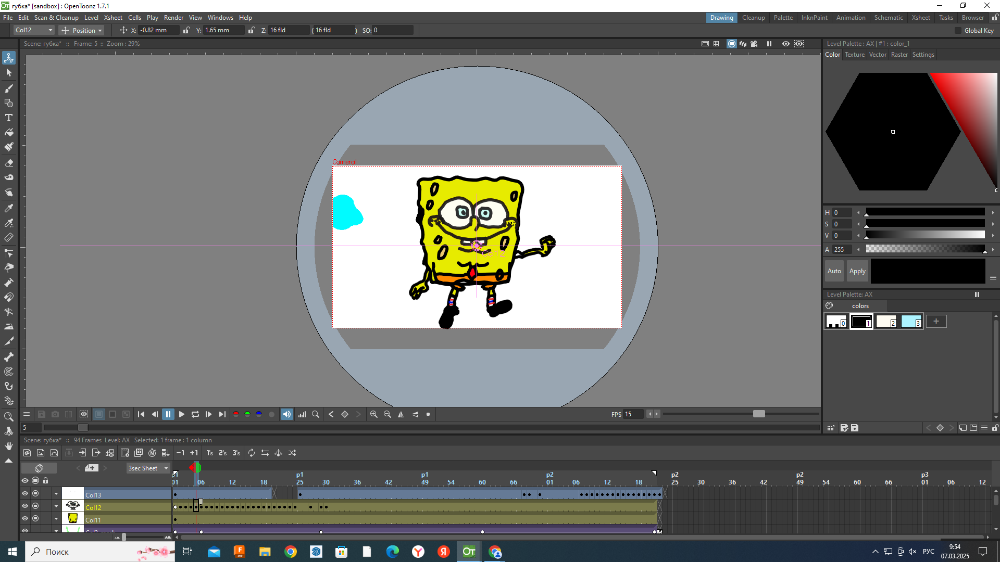 губка* [sandbox] : OpenToonz 1.7.1
File Edit Scan & Cleanup Level Xsheet Cells Play Render View Windows Help
Drawing Cleanup Palette InknPaint Animation Schematic Xsheet Tasks Browser
Col12 Position X: -0.82 mm Y: 1.65 mm Z: 16 fld ( 16 fld ) SO: 0 Global Key
Scene: губка* :: Frame: 5 :: Zoom : 29%
Level Palette : AX | #1 : color_1
Color Texture Vector Raster Settings
Camera1
Col12
H 0
S 0
V 0
A 255
Auto Apply
Level Palette: AX
colors
0 1 2 3 +
FPS 15
5
Scene: губка* 94 Frames Level: AX Selected: 1 frame : 1 column
-1 +1 1's 2's 3's
3sec Sheet
p1 p1 p2 p2 p2 p3
01 06 12 18 25 30 36 42 49 54 60 66 01 06 12 18 25 30 36 42 49 54 60 66 01 06 12
Col13
Col12
Col11
Поиск
РУС
9:54
07.03.2025